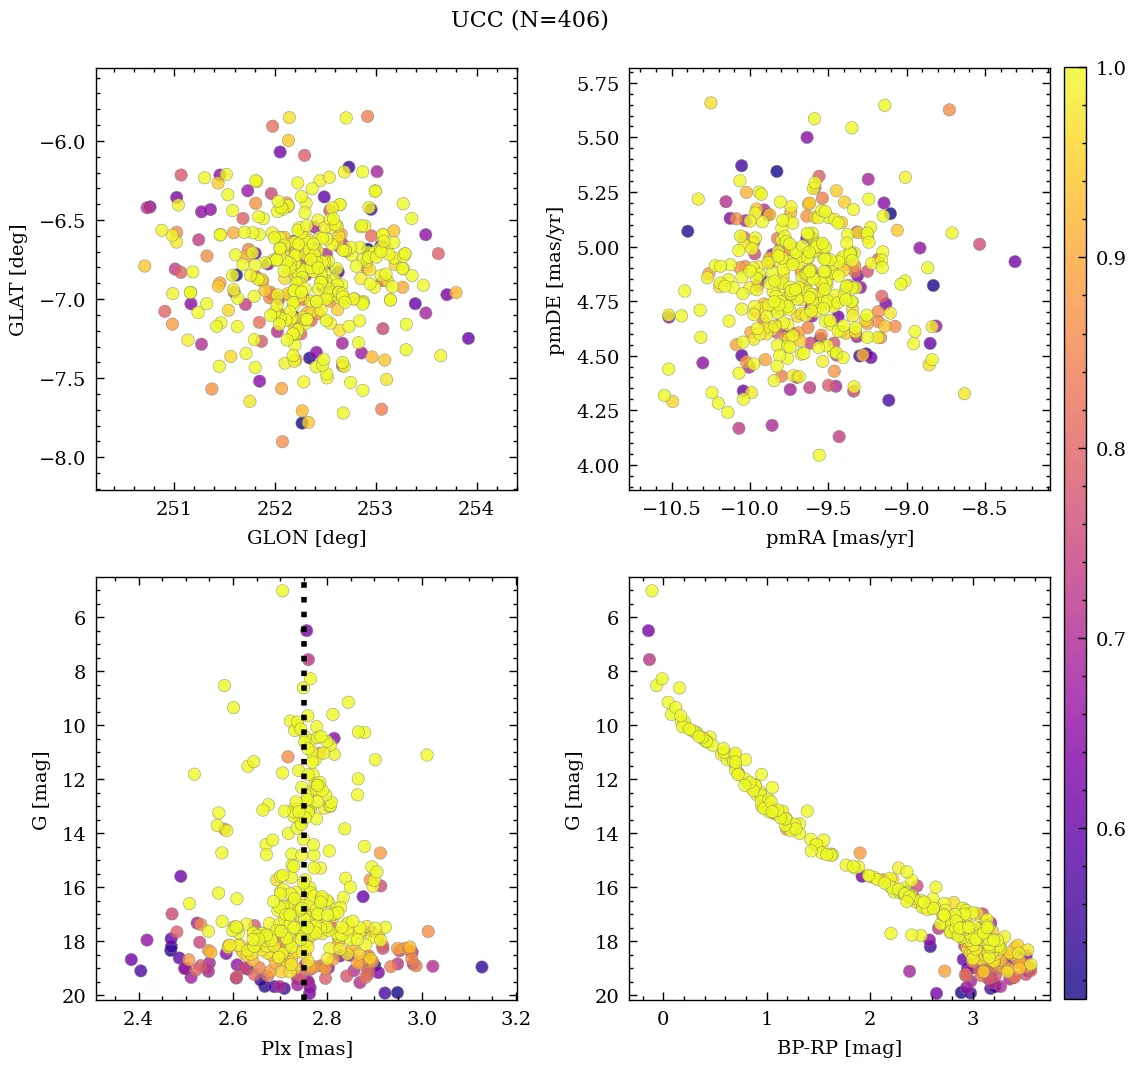 UCC (N=406)
−6.0
−6.5
−7.0
−7.5
−8.0
GLAT [deg]
251 252 253 254
GLON [deg]
5.75
5.50
5.25
5.00
4.75
4.50
4.25
4.00
pmDE [mas/yr]
−10.5 −10.0 −9.5 −9.0 −8.5
pmRA [mas/yr]
1.0
0.9
0.8
0.7
0.6
6
8
10
12
14
16
18
20
G [mag]
2.4 2.6 2.8 3.0 3.2
Plx [mas]
6
8
10
12
14
16
18
20
G [mag]
0 1 2 3
BP-RP [mag]